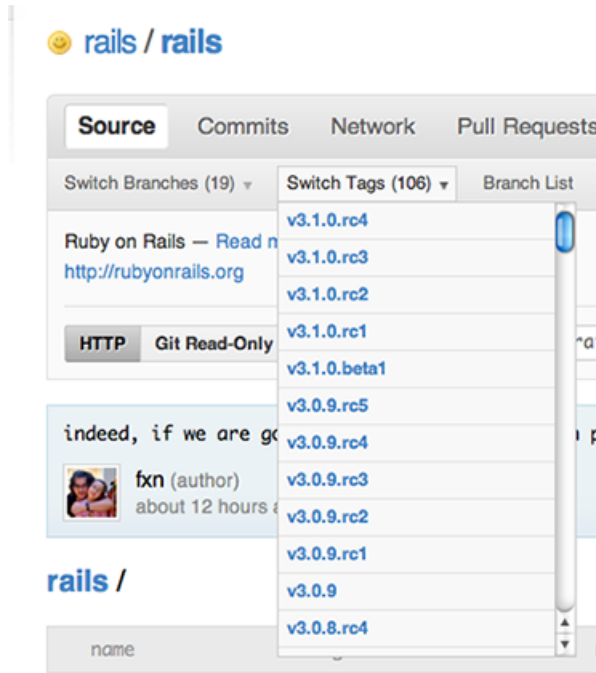 rails / rails
Source Commits Network Pull Requests
Switch Branches (19) Switch Tags (106) Branch List
Ruby on Rails — Read
http://rubyonrails.org
HTTP Git Read-Only
v3.1.0.rc4
v3.1.0.rc3
v3.1.0.rc2
v3.1.0.rc1
v3.1.0.beta1
v3.0.9.rc5
v3.0.9.rc4
v3.0.9.rc3
v3.0.9.rc2
v3.0.9.rc1
v3.0.9
v3.0.8.rc4
indeed, if we are
fxn (author)
about 12 hours
rails /
name